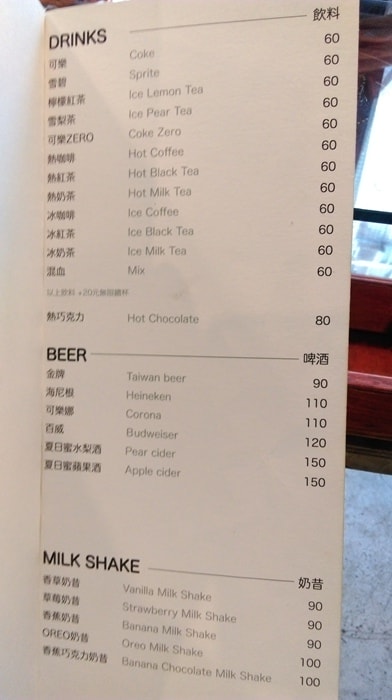 DRINKS 飲料
可樂 Coke 60
雪碧 Sprite 60
檸檬紅茶 Ice Lemon Tea 60
雪梨茶 Ice Pear Tea 60
可樂ZERO Coke Zero 60
熱咖啡 Hot Coffee 60
熱紅茶 Hot Black Tea 60
熱奶茶 Hot Milk Tea 60
冰咖啡 Ice Coffee 60
冰紅茶 Ice Black Tea 60
冰奶茶 Ice Milk Tea 60
混血 Mix 60
以上飲料 +20元無限續杯
熱巧克力 Hot Chocolate 80
BEER 啤酒
金牌 Taiwan beer 90
海尼根 Heineken 110
可樂娜 Corona 110
百威 Budweiser 120
夏日蜜水梨酒 Pear cider 150
夏日蜜蘋果酒 Apple cider 150
MILK SHAKE 奶昔
香草奶昔 Vanilla Milk Shake 90
草莓奶昔 Strawberry Milk Shake 90
香蕉奶昔 Banana Milk Shake 90
OREO奶昔 Oreo Milk Shake 100
香蕉巧克力奶昔 Banana Chocolate Milk Shake 100